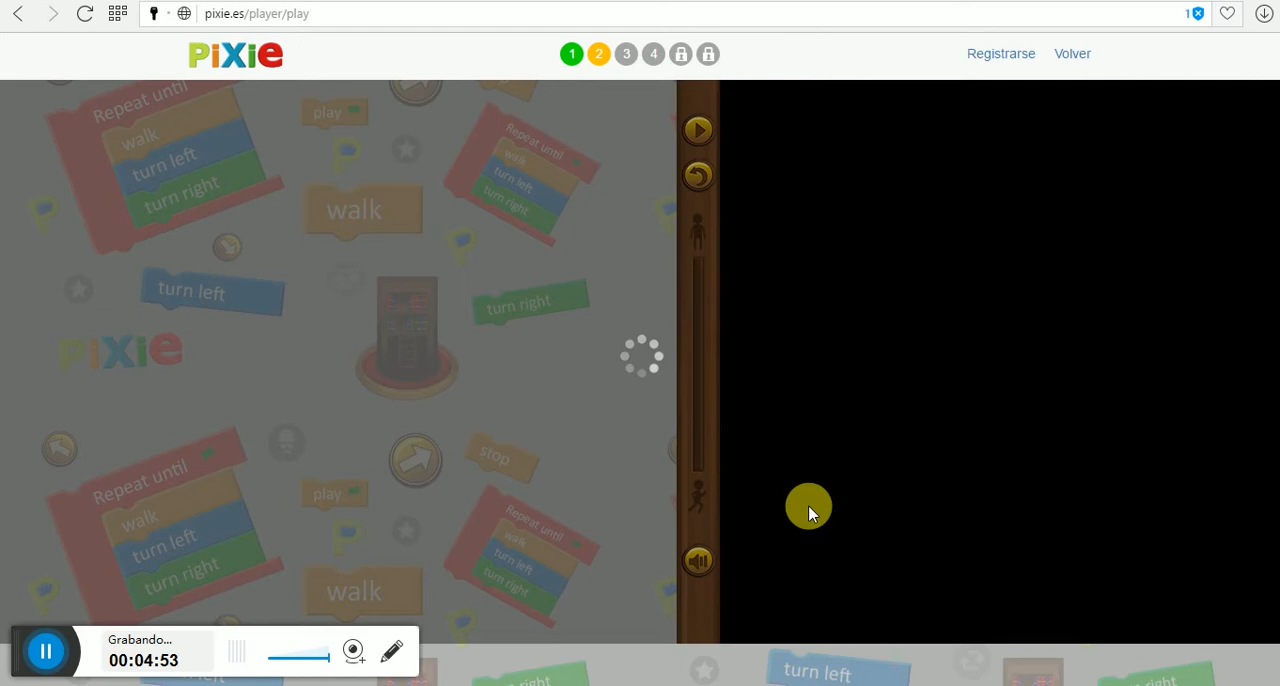 pixie.es/player/play
1
PiXie
1 2 3 4
Registrarse Volver
Repeat until
walk
turn left
turn right
play
Repeat until
walk
turn left
turn right
walk
turn left
turn right
PiXie
Repeat until
walk
turn left
turn right
play
stop
Repeat until
walk
turn left
turn right
walk
Grabando...
00:04:53
turn left
turn right